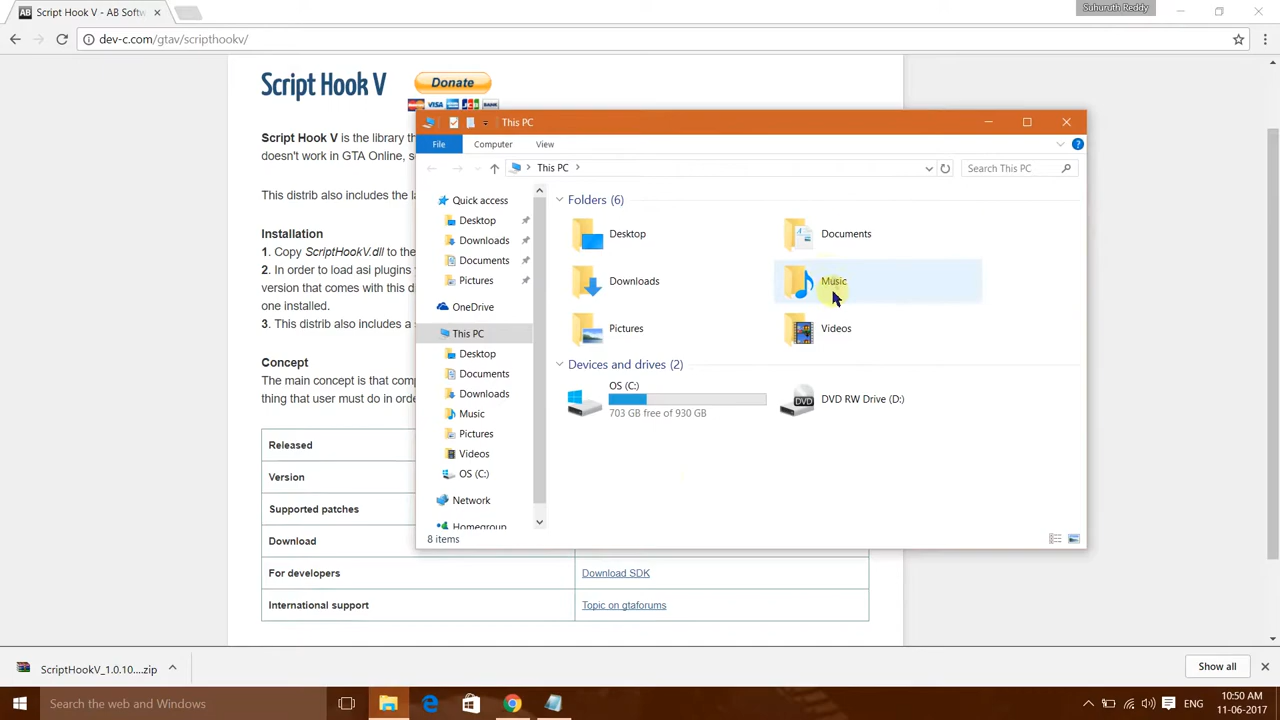 Script Hook V - AB Softw
Suhuruth Reddy
dev-c.com/gtav/scripthookv/
Script Hook V
Donate
VISA
BANK
Script Hook V is the library th
doesn't work in GTA Online, s
This distrib also includes the la
Installation
1. Copy ScriptHookV.dll to the
2. In order to load asi plugins
version that comes with this d
one installed.
3. This distrib also includes a s
Concept
The main concept is that comp
thing that user must do in orde
Released
Version
Supported patches
Download
For developers
Download SDK
International support
Topic on gtaforums
This PC
File
Computer
View
This PC
Search This PC
Quick access
Desktop
Downloads
Documents
Pictures
OneDrive
This PC
Desktop
Documents
Downloads
Music
Pictures
Videos
OS (C:)
Network
Homegroup
Folders (6)
Desktop
Documents
Downloads
Music
Pictures
Videos
Devices and drives (2)
OS (C:)
703 GB free of 930 GB
DVD
DVD RW Drive (D:)
8 items
ScriptHookV_1.0.10....zip
Show all
Search the web and Windows
ENG
10:50 AM
11-06-2017